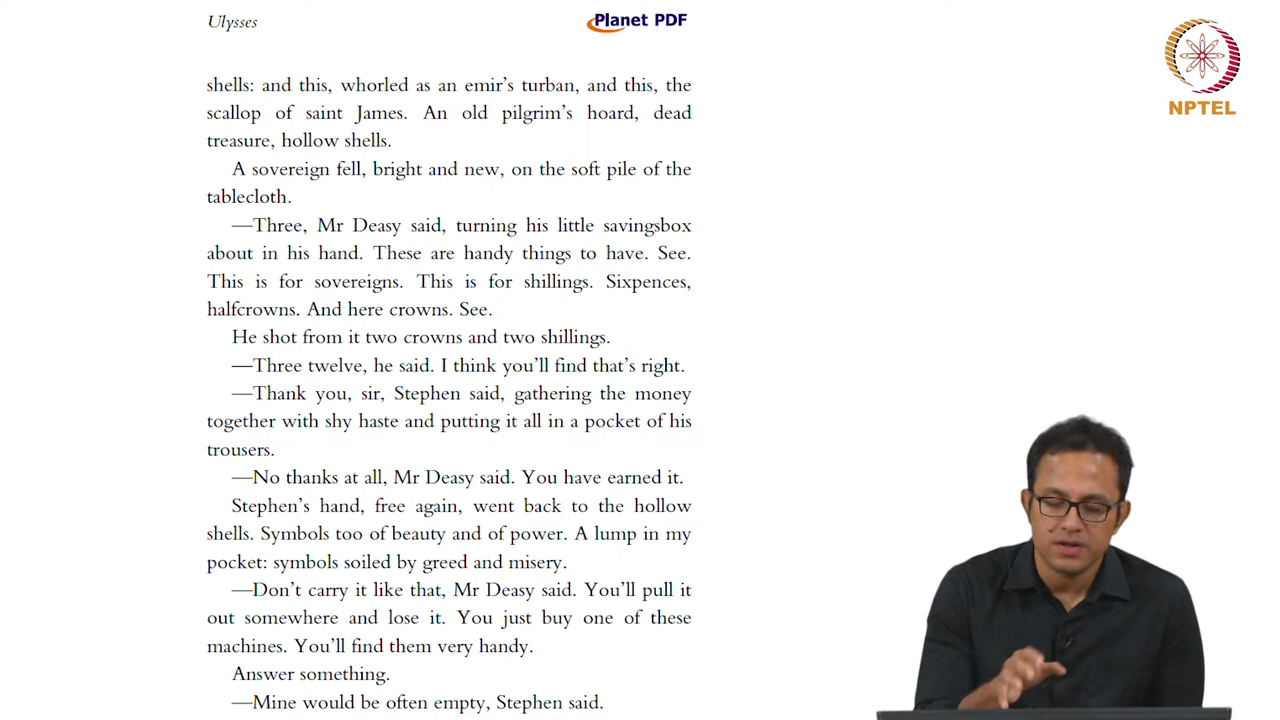 Ulysses
Planet PDF
NPTEL
shells: and this, whorled as an emir's turban, and this, the
scallop of saint James. An old pilgrim's hoard, dead
treasure, hollow shells.
A sovereign fell, bright and new, on the soft pile of the
tablecloth.
—Three, Mr Deasy said, turning his little savingsbox
about in his hand. These are handy things to have. See.
This is for sovereigns. This is for shillings. Sixpences,
halfcrowns. And here crowns. See.
He shot from it two crowns and two shillings.
—Three twelve, he said. I think you'll find that's right.
—Thank you, sir, Stephen said, gathering the money
together with shy haste and putting it all in a pocket of his
trousers.
—No thanks at all, Mr Deasy said. You have earned it.
Stephen's hand, free again, went back to the hollow
shells. Symbols too of beauty and of power. A lump in my
pocket: symbols soiled by greed and misery.
—Don't carry it like that, Mr Deasy said. You'll pull it
out somewhere and lose it. You just buy one of these
machines. You'll find them very handy.
Answer something.
—Mine would be often empty, Stephen said.